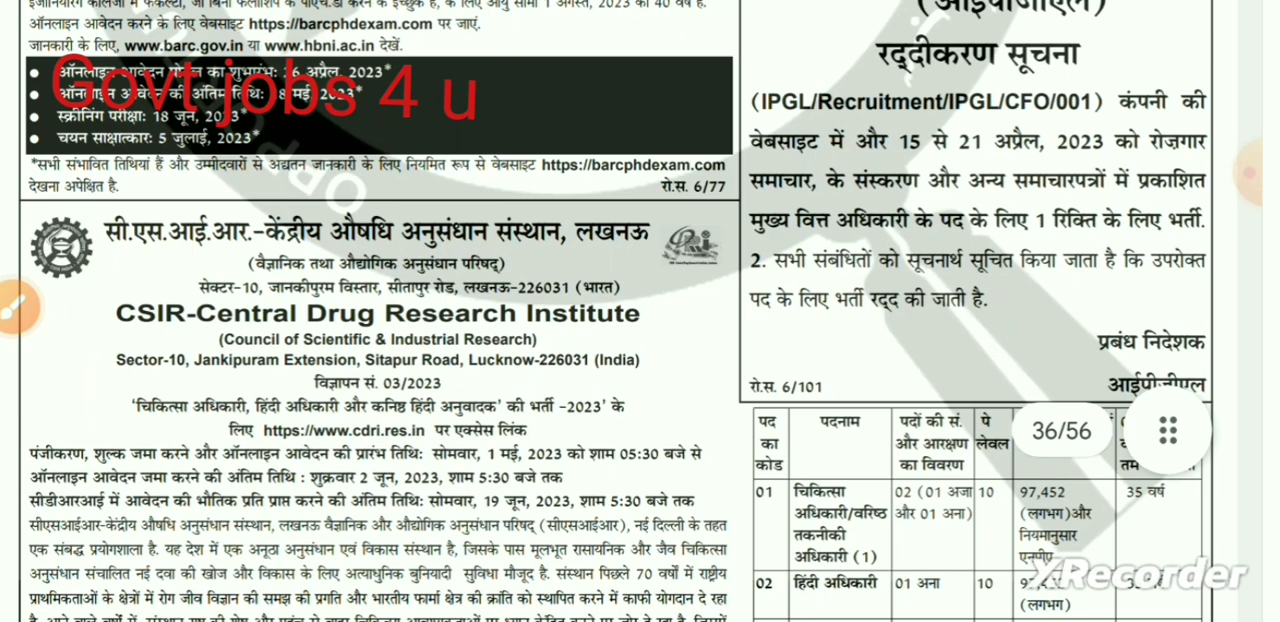 ऑनलाइन आवेदन करने के लिए वेबसाइट https://barcphdexam.com पर जाएं.
जानकारी के लिए, www.barc.gov.in या www.hbni.ac.in देखें.
Govt jobs 4 u
ऑनलाइन आवेदन का शुभारंभ: अप्रैल, 2023*
ऑनलाइन आवेदन की अंतिम तिथि: मई, 2023*
स्क्रीनिंग परीक्षा: 18 जून, 2023*
चयन साक्षात्कार: 5 जुलाई, 2023*
*सभी संभावित तिथियां हैं और उम्मीदवारों से अद्यतन जानकारी के लिए नियमित रूप से वेबसाइट https://barcphdexam.com
देखना अपेक्षित है. रो.स. 6/77
सी.एस.आई.आर.-केंद्रीय औषधि अनुसंधान संस्थान, लखनऊ
(वैज्ञानिक तथा औद्योगिक अनुसंधान परिषद्)
सेक्टर-10, जानकीपुरम विस्तार, सीतापुर रोड, लखनऊ-226031 (भारत)
CSIR-Central Drug Research Institute
(Council of Scientific & Industrial Research)
Sector-10, Jankipuram Extension, Sitapur Road, Lucknow-226031 (India)
विज्ञापन सं. 03/2023
'चिकित्सा अधिकारी, हिंदी अधिकारी और कनिष्ठ हिंदी अनुवादक' की भर्ती -2023' के
लिए https://www.cdri.res.in पर एक्सेस लिंक
पंजीकरण, शुल्क जमा करने और ऑनलाइन आवेदन की प्रारंभ तिथि: सोमवार, 1 मई, 2023 को शाम 05:30 बजे से
ऑनलाइन आवेदन जमा करने की अंतिम तिथि : शुक्रवार 2 जून, 2023, शाम 5:30 बजे तक
सीडीआरआई में आवेदन की भौतिक प्रति प्राप्त करने की अंतिम तिथि: सोमवार, 19 जून, 2023, शाम 5:30 बजे तक
सीएसआईआर-केंद्रीय औषधि अनुसंधान संस्थान, लखनऊ वैज्ञानिक और औद्योगिक अनुसंधान परिषद् (सीएसआईआर), नई दिल्ली के तहत
एक संबद्ध प्रयोगशाला है. यह देश में एक अनूठा अनुसंधान एवं विकास संस्थान है, जिसके पास मूलभूत रासायनिक और जैव चिकित्सा
अनुसंधान संचालित नई दवा की खोज और विकास के लिए अत्याधुनिक बुनियादी सुविधा मौजूद है. संस्थान पिछले 70 वर्षों में राष्ट्रीय
प्राथमिकताओं के क्षेत्रों में रोग जीव विज्ञान की समझ की प्रगति और भारतीय फार्मा क्षेत्र की क्रांति को स्थापित करने में काफी योगदान दे रहा
(आईपीजीएल)
रद्दीकरण सूचना
(IPGL/Recruitment/IPGL/CFO/001) कंपनी की
वेबसाइट में और 15 से 21 अप्रैल, 2023 को रोज़गार
समाचार, के संस्करण और अन्य समाचारपत्रों में प्रकाशित
मुख्य वित्त अधिकारी के पद के लिए 1 रिक्ति के लिए भर्ती.
2. सभी संबंधितों को सूचनार्थ सूचित किया जाता है कि उपरोक्त
पद के लिए भर्ती रद्द की जाती है.
प्रबंध निदेशक
रो.स. 6/101 आईपीजीएल
36/56
पद का कोड पदनाम पदों की सं. और आरक्षण का विवरण पे लेवल तम
01 चिकित्सा अधिकारी/वरिष्ठ तकनीकी अधिकारी (1) 02 (01 अजा और 01 अना) 10 97,452 (लगभग)और नियमानुसार एनपीए 35 वर्ष
02 हिंदी अधिकारी 01 अना 10 (लगभग)
XRecorder